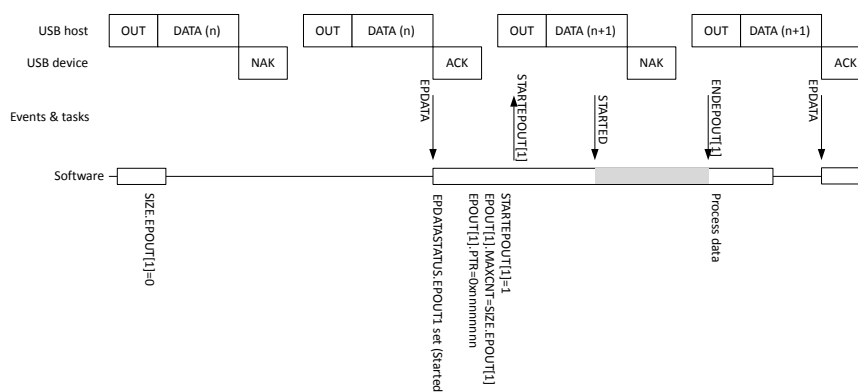 USB host
OUT DATA (n) OUT DATA (n) OUT DATA (n+1) OUT DATA (n+1)
USB device
NAK ACK NAK ACK
EPDATA
STARTEPOUT[1]
STARTED
ENDEPOUT[1]
EPDATA
Events & tasks
Software
SIZE.EPOUT[1]=0
EPDATASTATUS.EPOUT1 set (Started
STARTEPOUT[1]=1
EPOUT[1].MAXCNT=SIZE.EPOUT[1]
EPOUT[1].PTR=0xnnnnnnnn
Process data